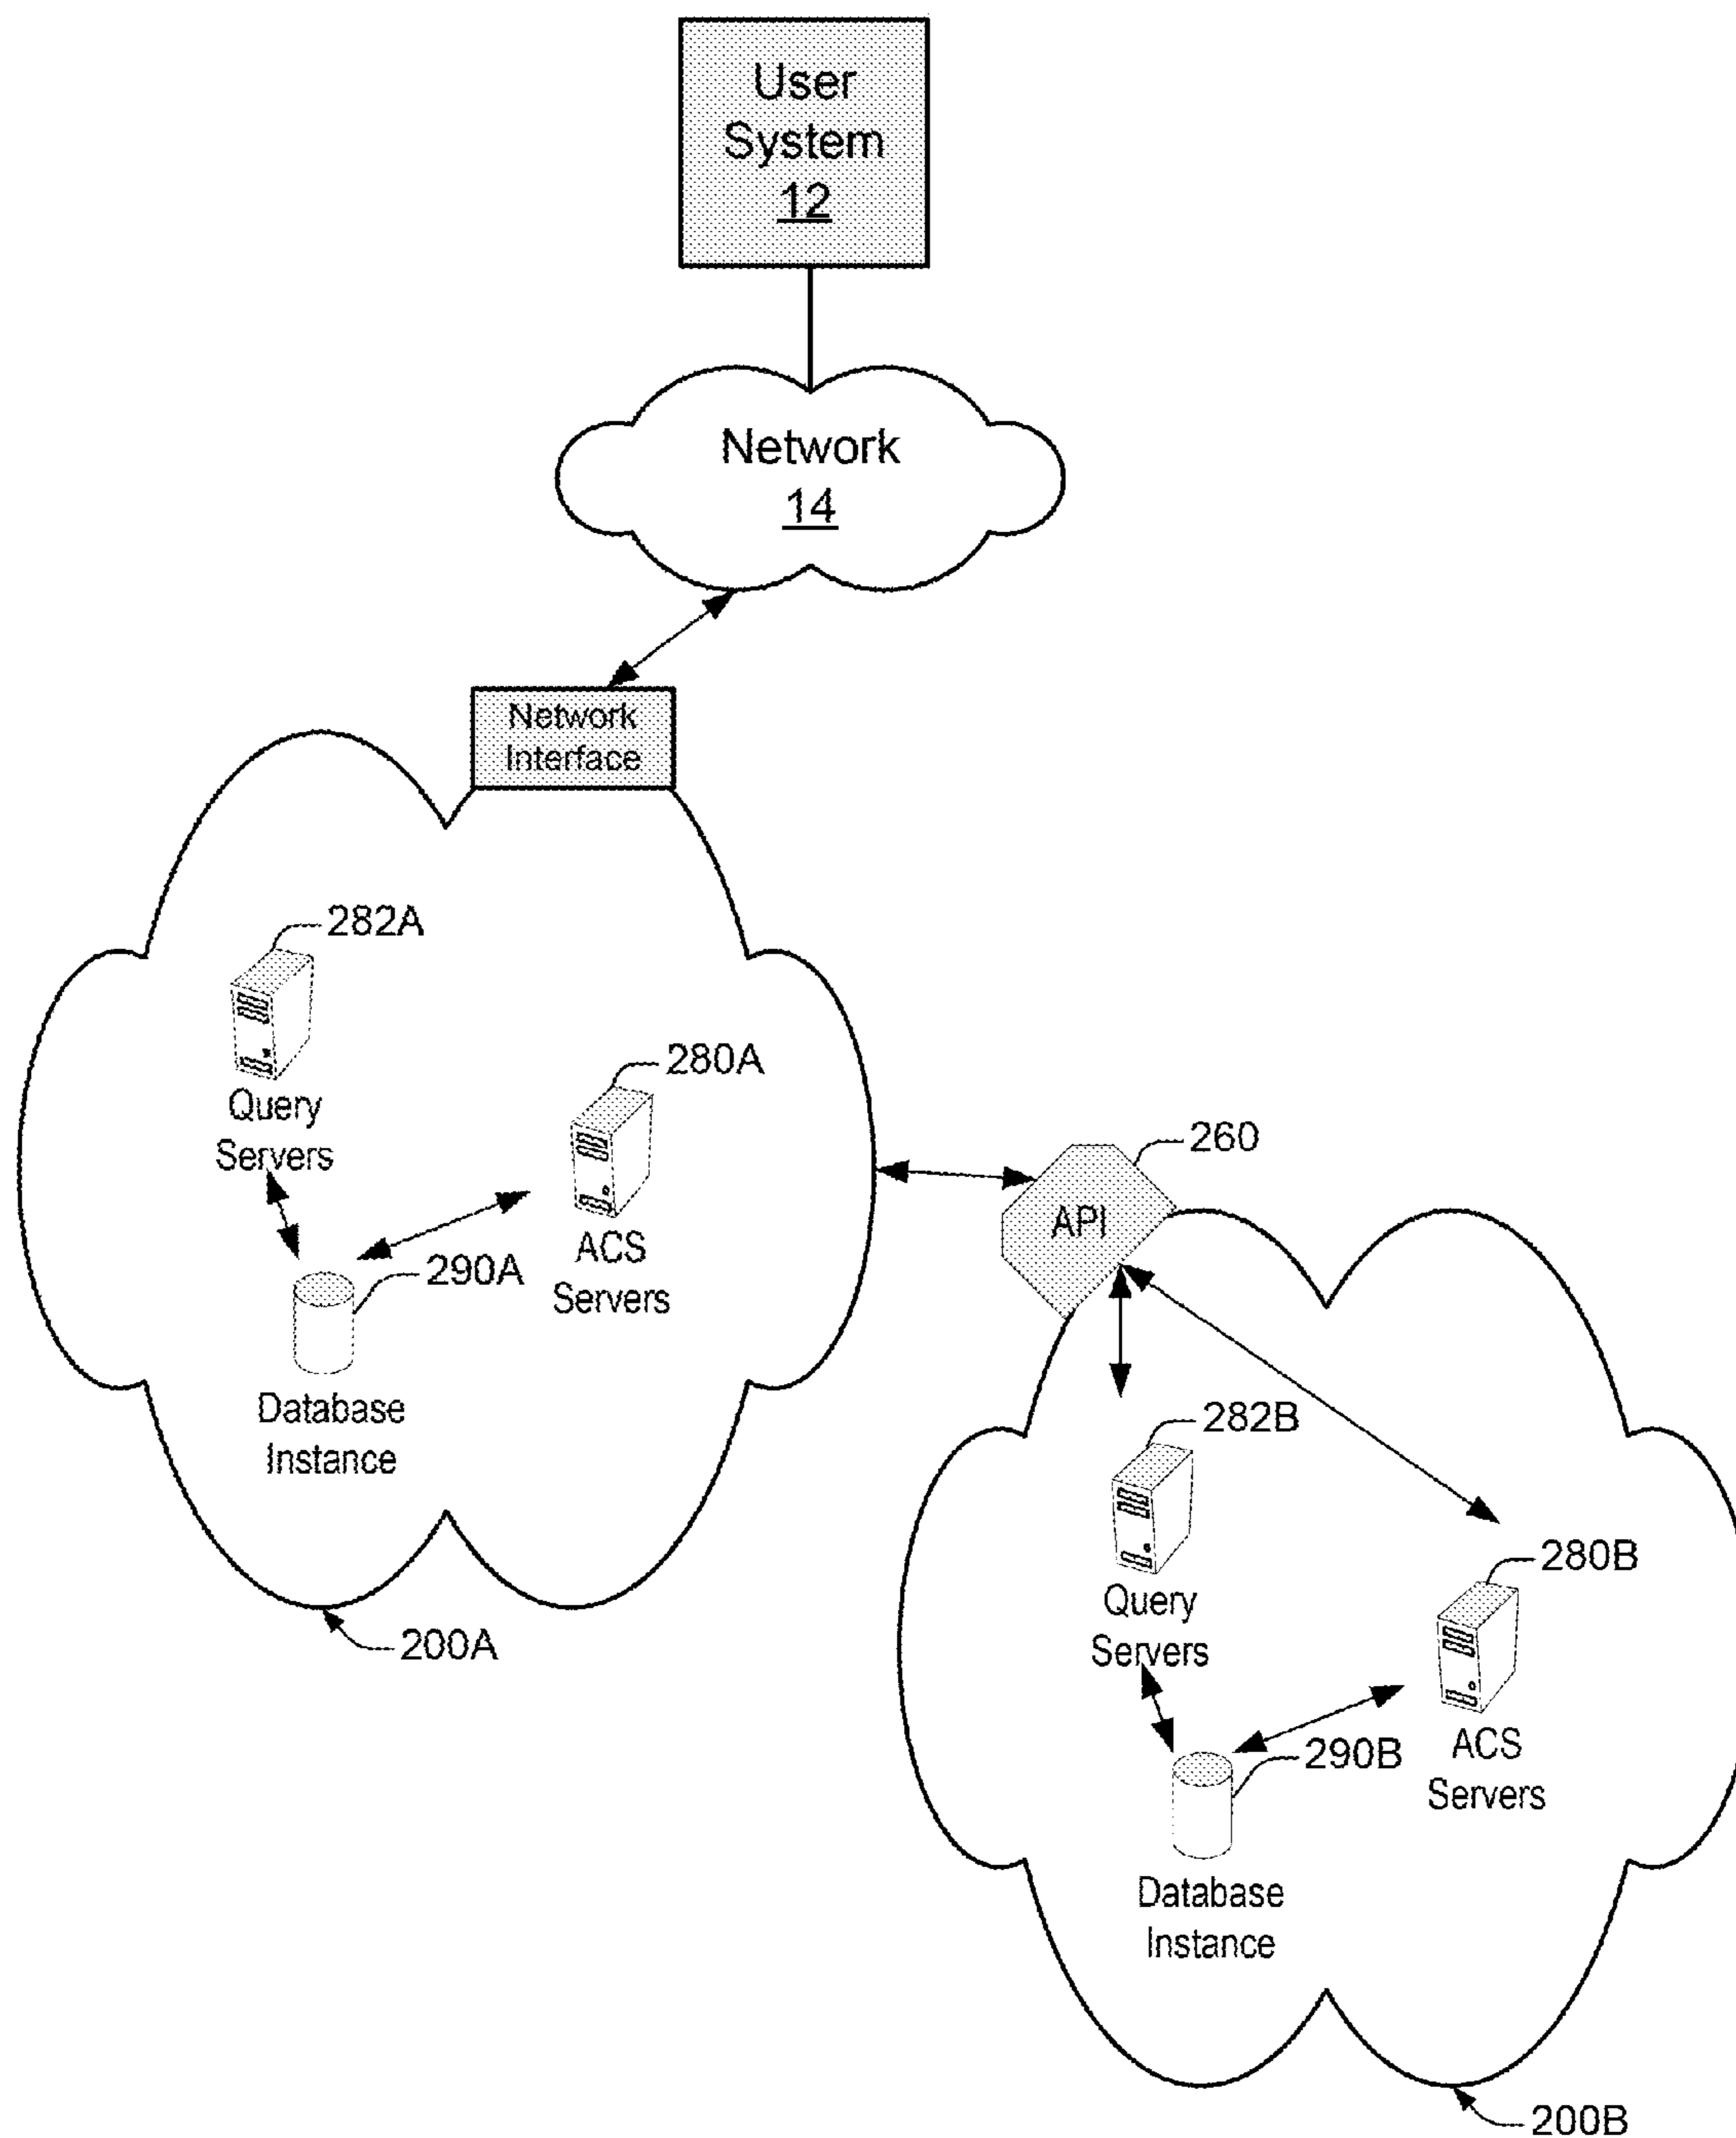 User
System
12
Network
14
Network
Interface
282A
Query
Servers
280A
ACS
Servers
290A
Database
Instance
200A
260
API
282B
Query
Servers
280B
ACS
Servers
290B
Database
Instance
200B